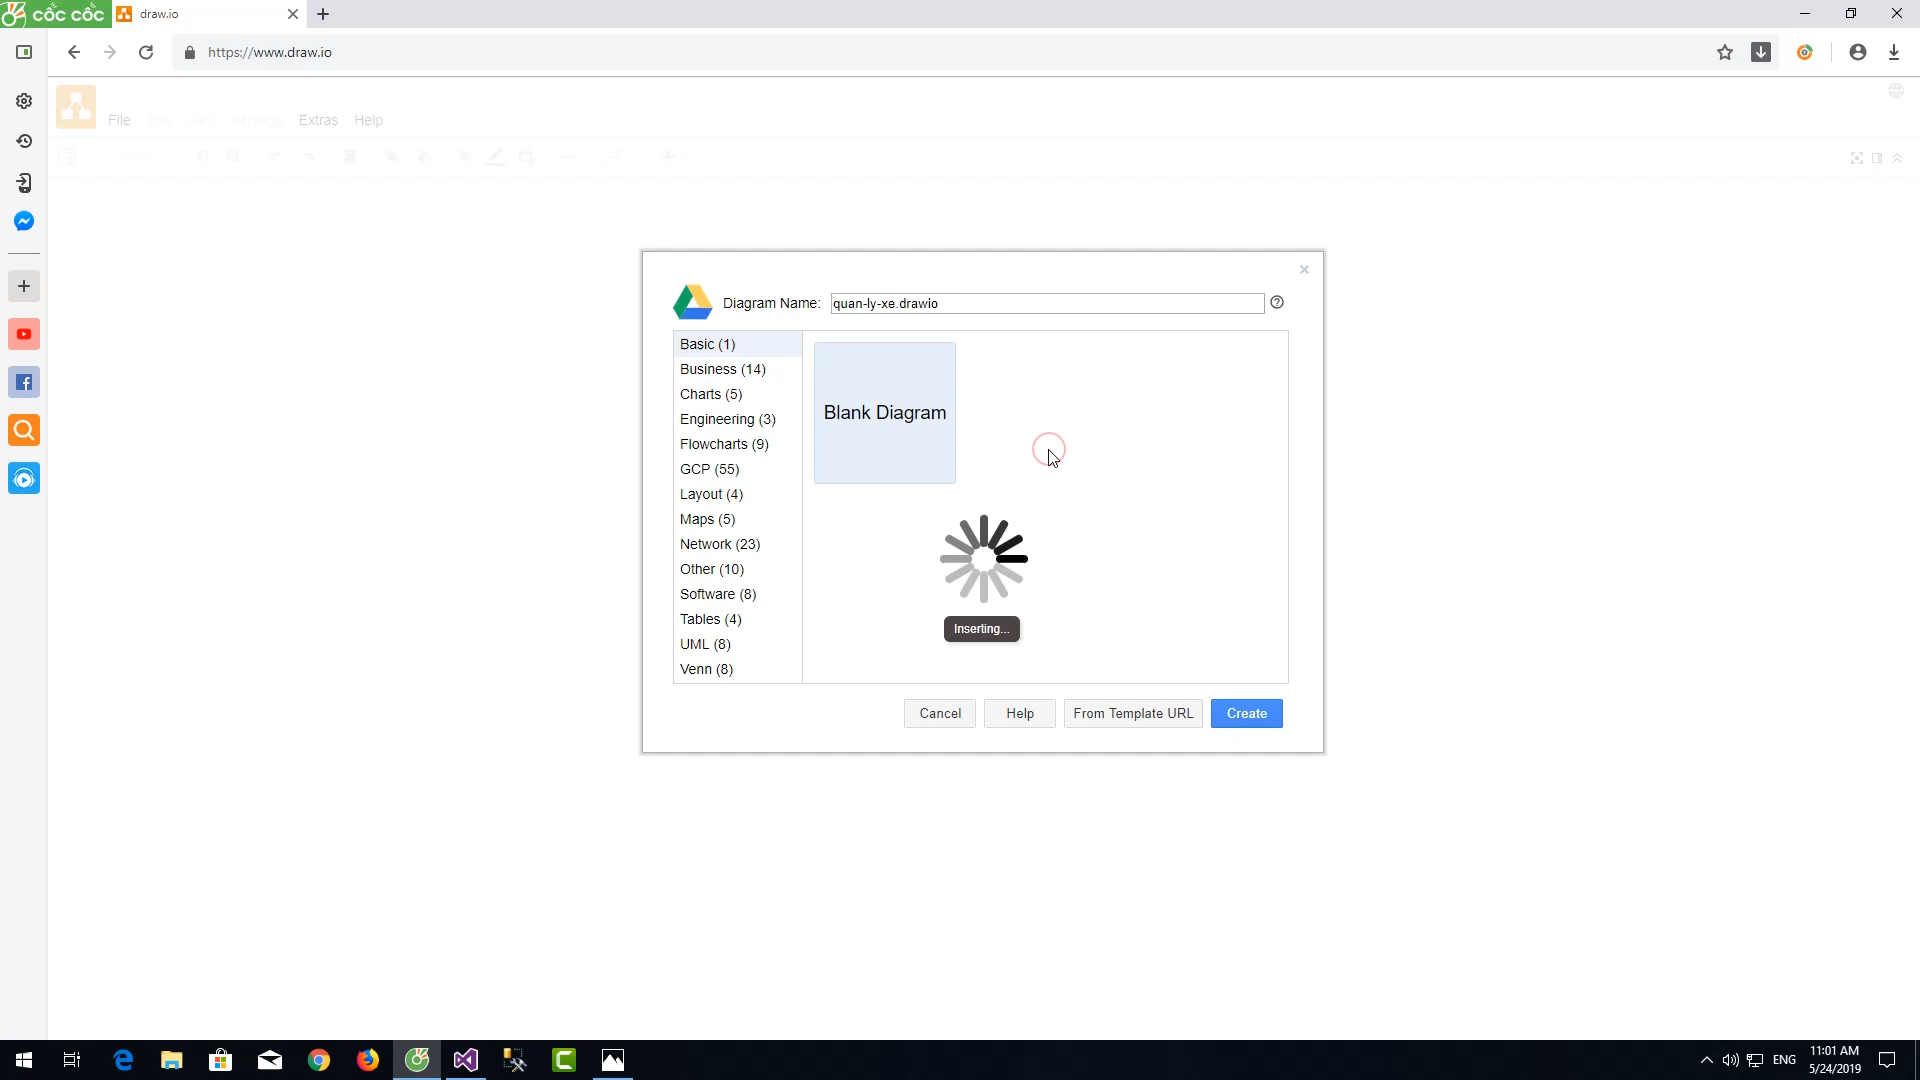 cốc cốc
draw.io
https://www.draw.io
File
Extras
Help
Diagram Name:
quan-ly-xe.drawio
Basic (1)
Business (14)
Charts (5)
Engineering (3)
Flowcharts (9)
GCP (55)
Layout (4)
Maps (5)
Network (23)
Other (10)
Software (8)
Tables (4)
UML (8)
Venn (8)
Blank Diagram
Inserting...
Cancel
Help
From Template URL
Create
ENG
11:01 AM
5/24/2019